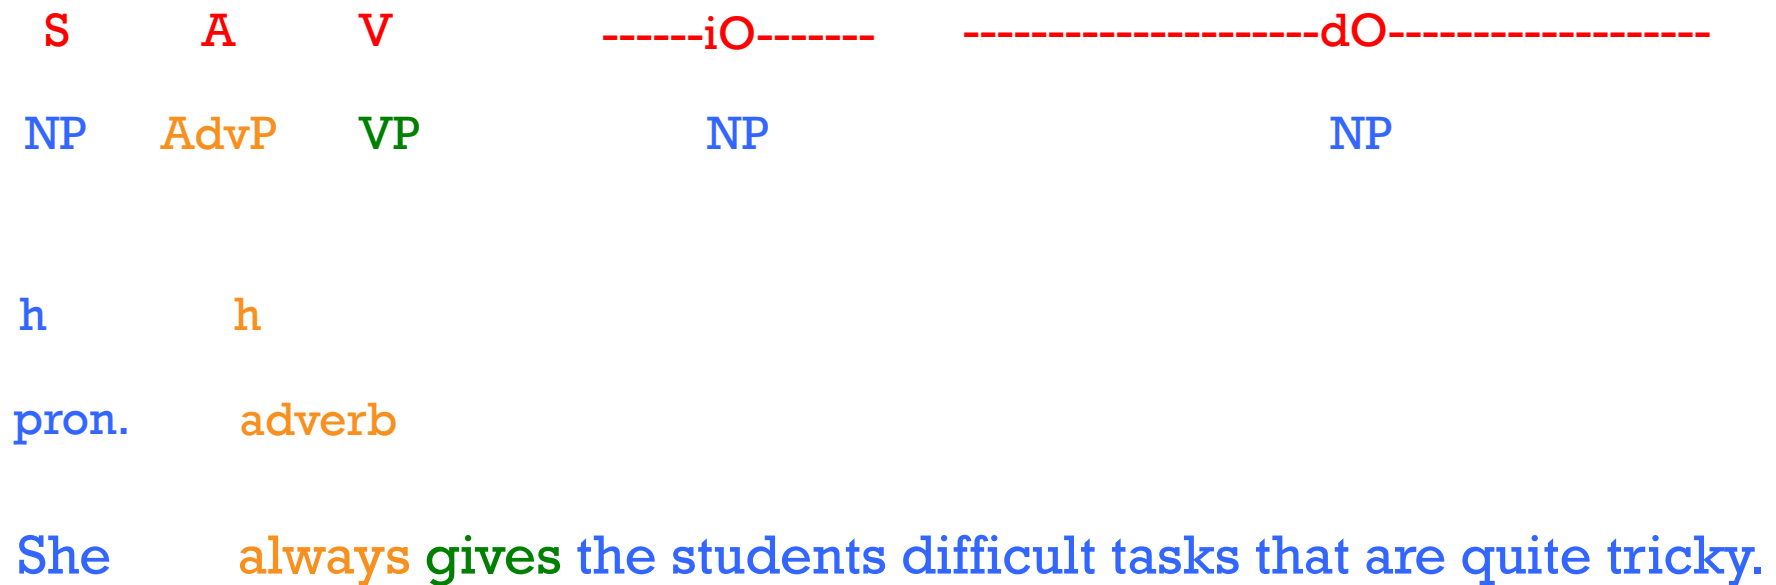 S A V ------iO------- ---------------------dO-------------------
NP AdvP VP NP NP
h h
pron. adverb
She always gives the students difficult tasks that are quite tricky.